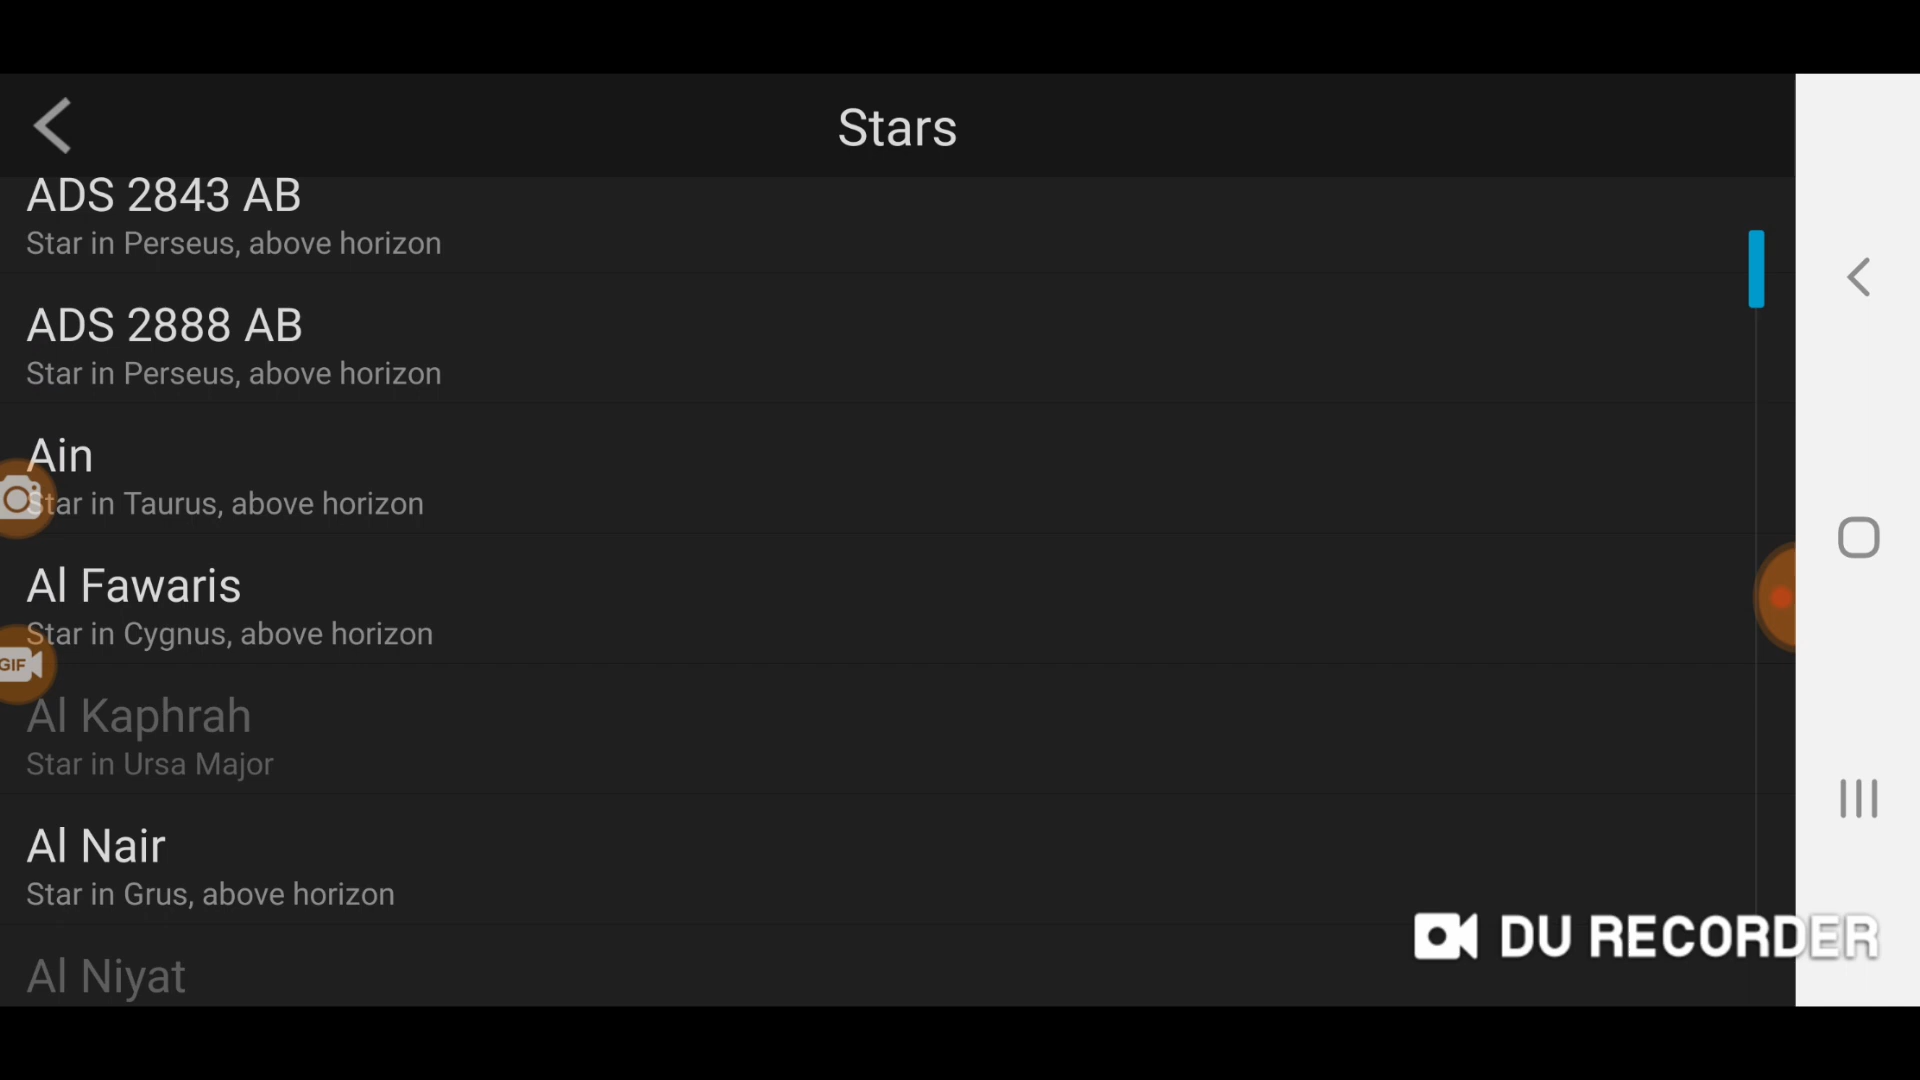 Stars
ADS 2843 AB
Star in Perseus, above horizon
ADS 2888 AB
Star in Perseus, above horizon
Ain
Star in Taurus, above horizon
Al Fawaris
Star in Cygnus, above horizon
GIF
Al Kaphrah
Star in Ursa Major
Al Nair
Star in Grus, above horizon
DU RECORDER
Al Niyat